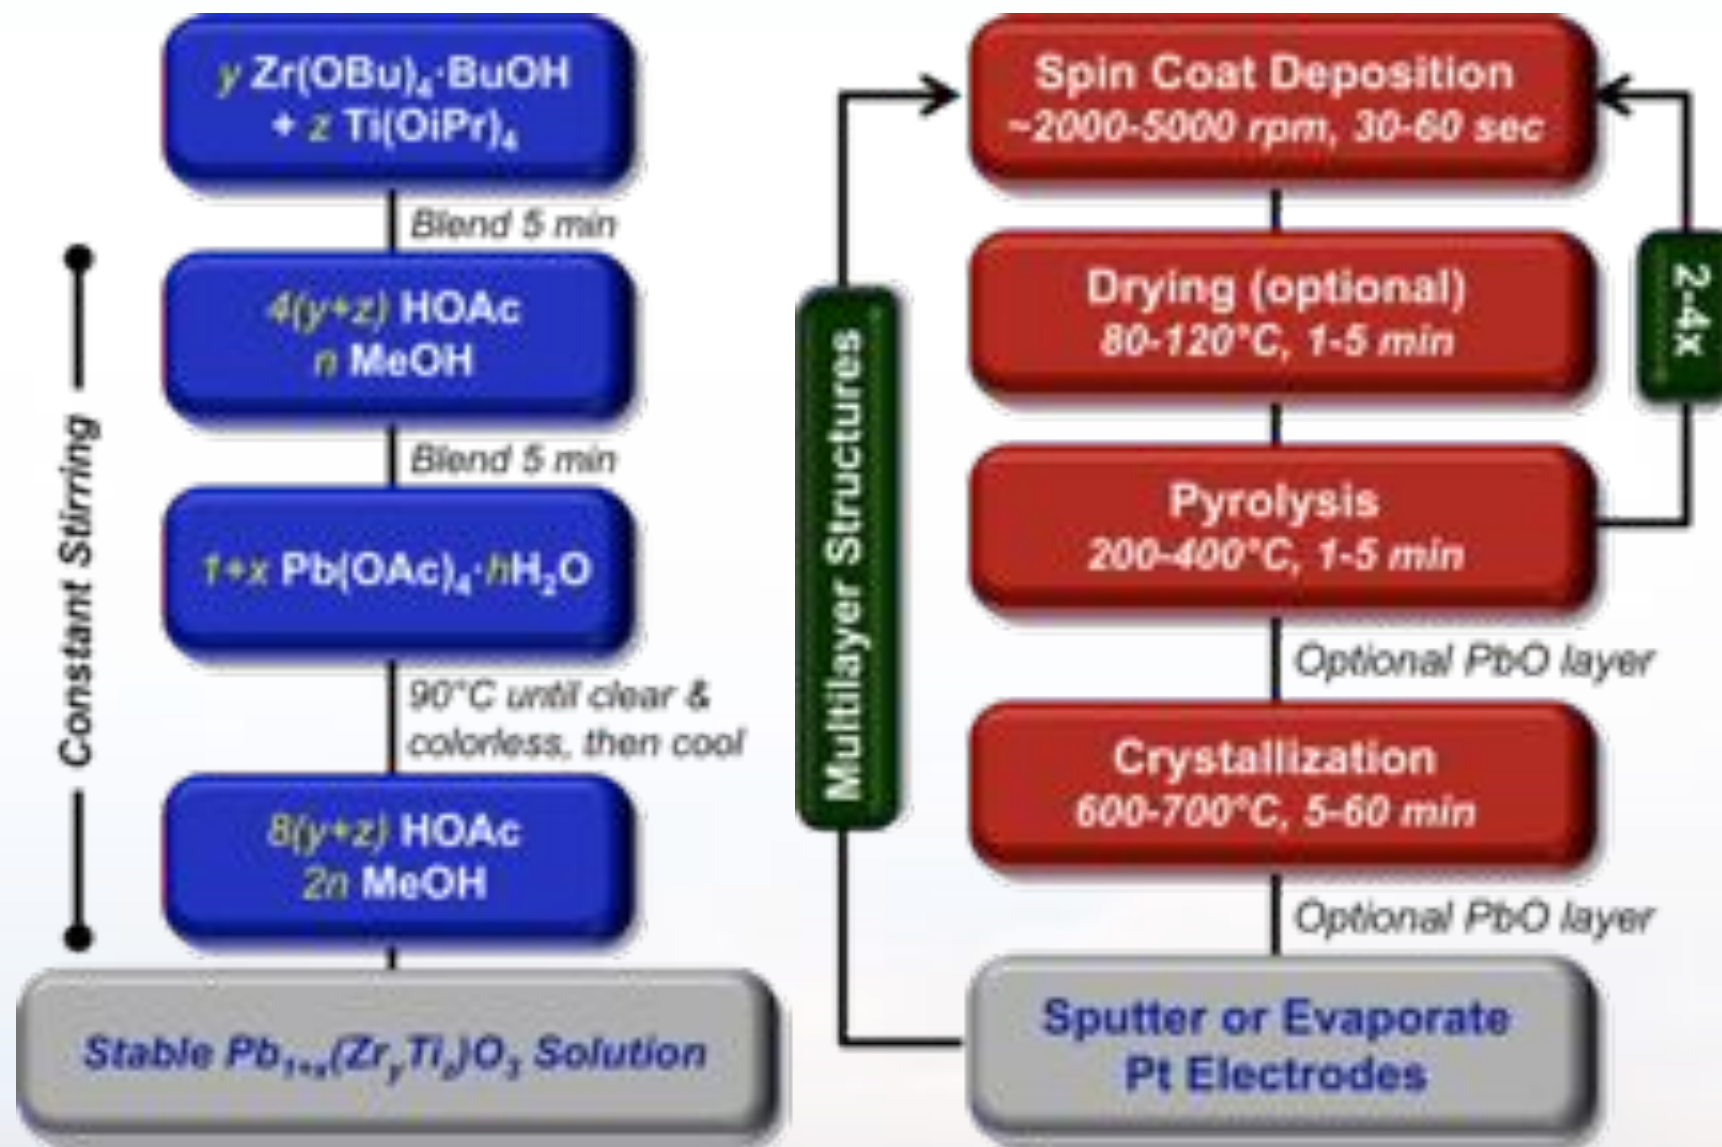 y Zr(OBu)₄·BuOH
+ z Ti(OiPr)₄
Blend 5 min
4(y+z) HOAc
n MeOH
Blend 5 min
1+x Pb(OAc)₄·hH₂O
90°C until clear &
colorless, then cool
8(y+z) HOAc
2n MeOH
Constant Stirring
Stable Pb₁₊ₓ(ZrᵧTi_z)O₃ Solution
Spin Coat Deposition
~2000-5000 rpm, 30-60 sec
Drying (optional)
80-120°C, 1-5 min
Pyrolysis
200-400°C, 1-5 min
2-4x
Optional PbO layer
Crystallization
600-700°C, 5-60 min
Optional PbO layer
Sputter or Evaporate
Pt Electrodes
Multilayer Structures